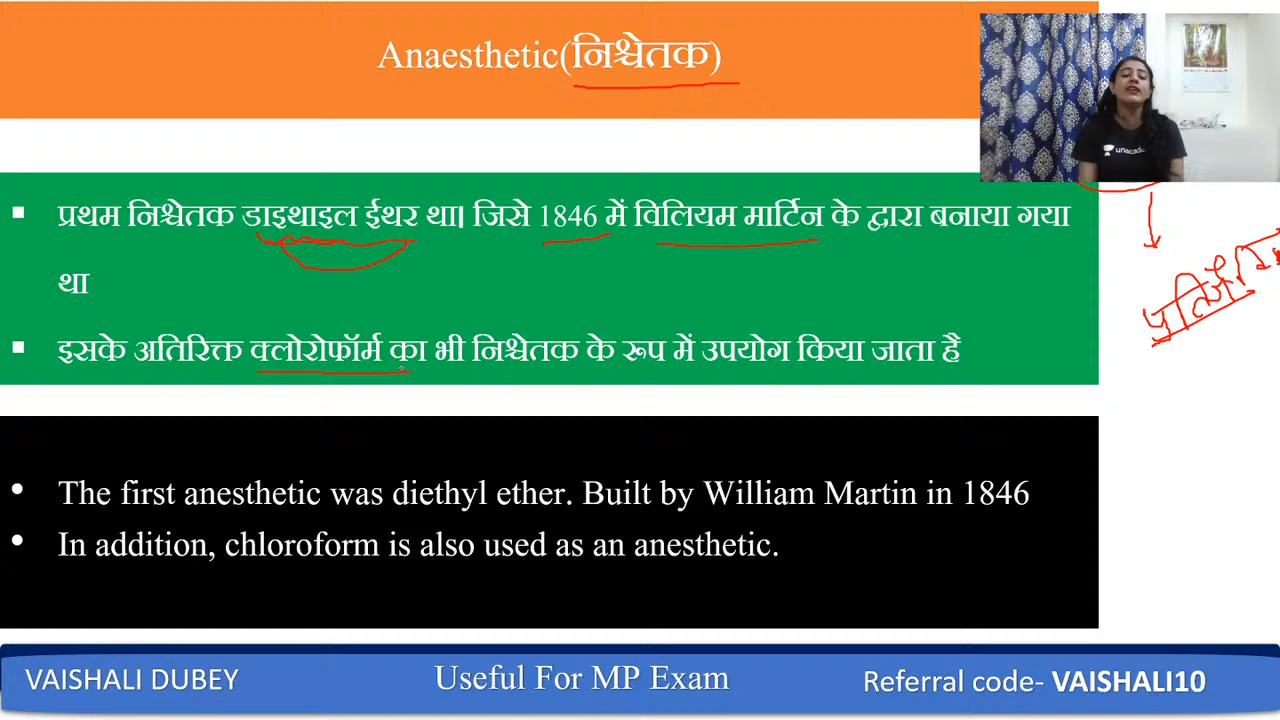 Anaesthetic(निश्चेतक)
▪ प्रथम निश्चेतक डाइथाइल ईथर था। जिसे 1846 में विलियम मार्टिन के द्वारा बनाया गया
था
▪ इसके अतिरिक्त क्लोरोफॉर्म का भी निश्चेतक के रूप में उपयोग किया जाता है
• The first anesthetic was diethyl ether. Built by William Martin in 1846
• In addition, chloroform is also used as an anesthetic.
VAISHALI DUBEY
Useful For MP Exam
Referral code- VAISHALI10